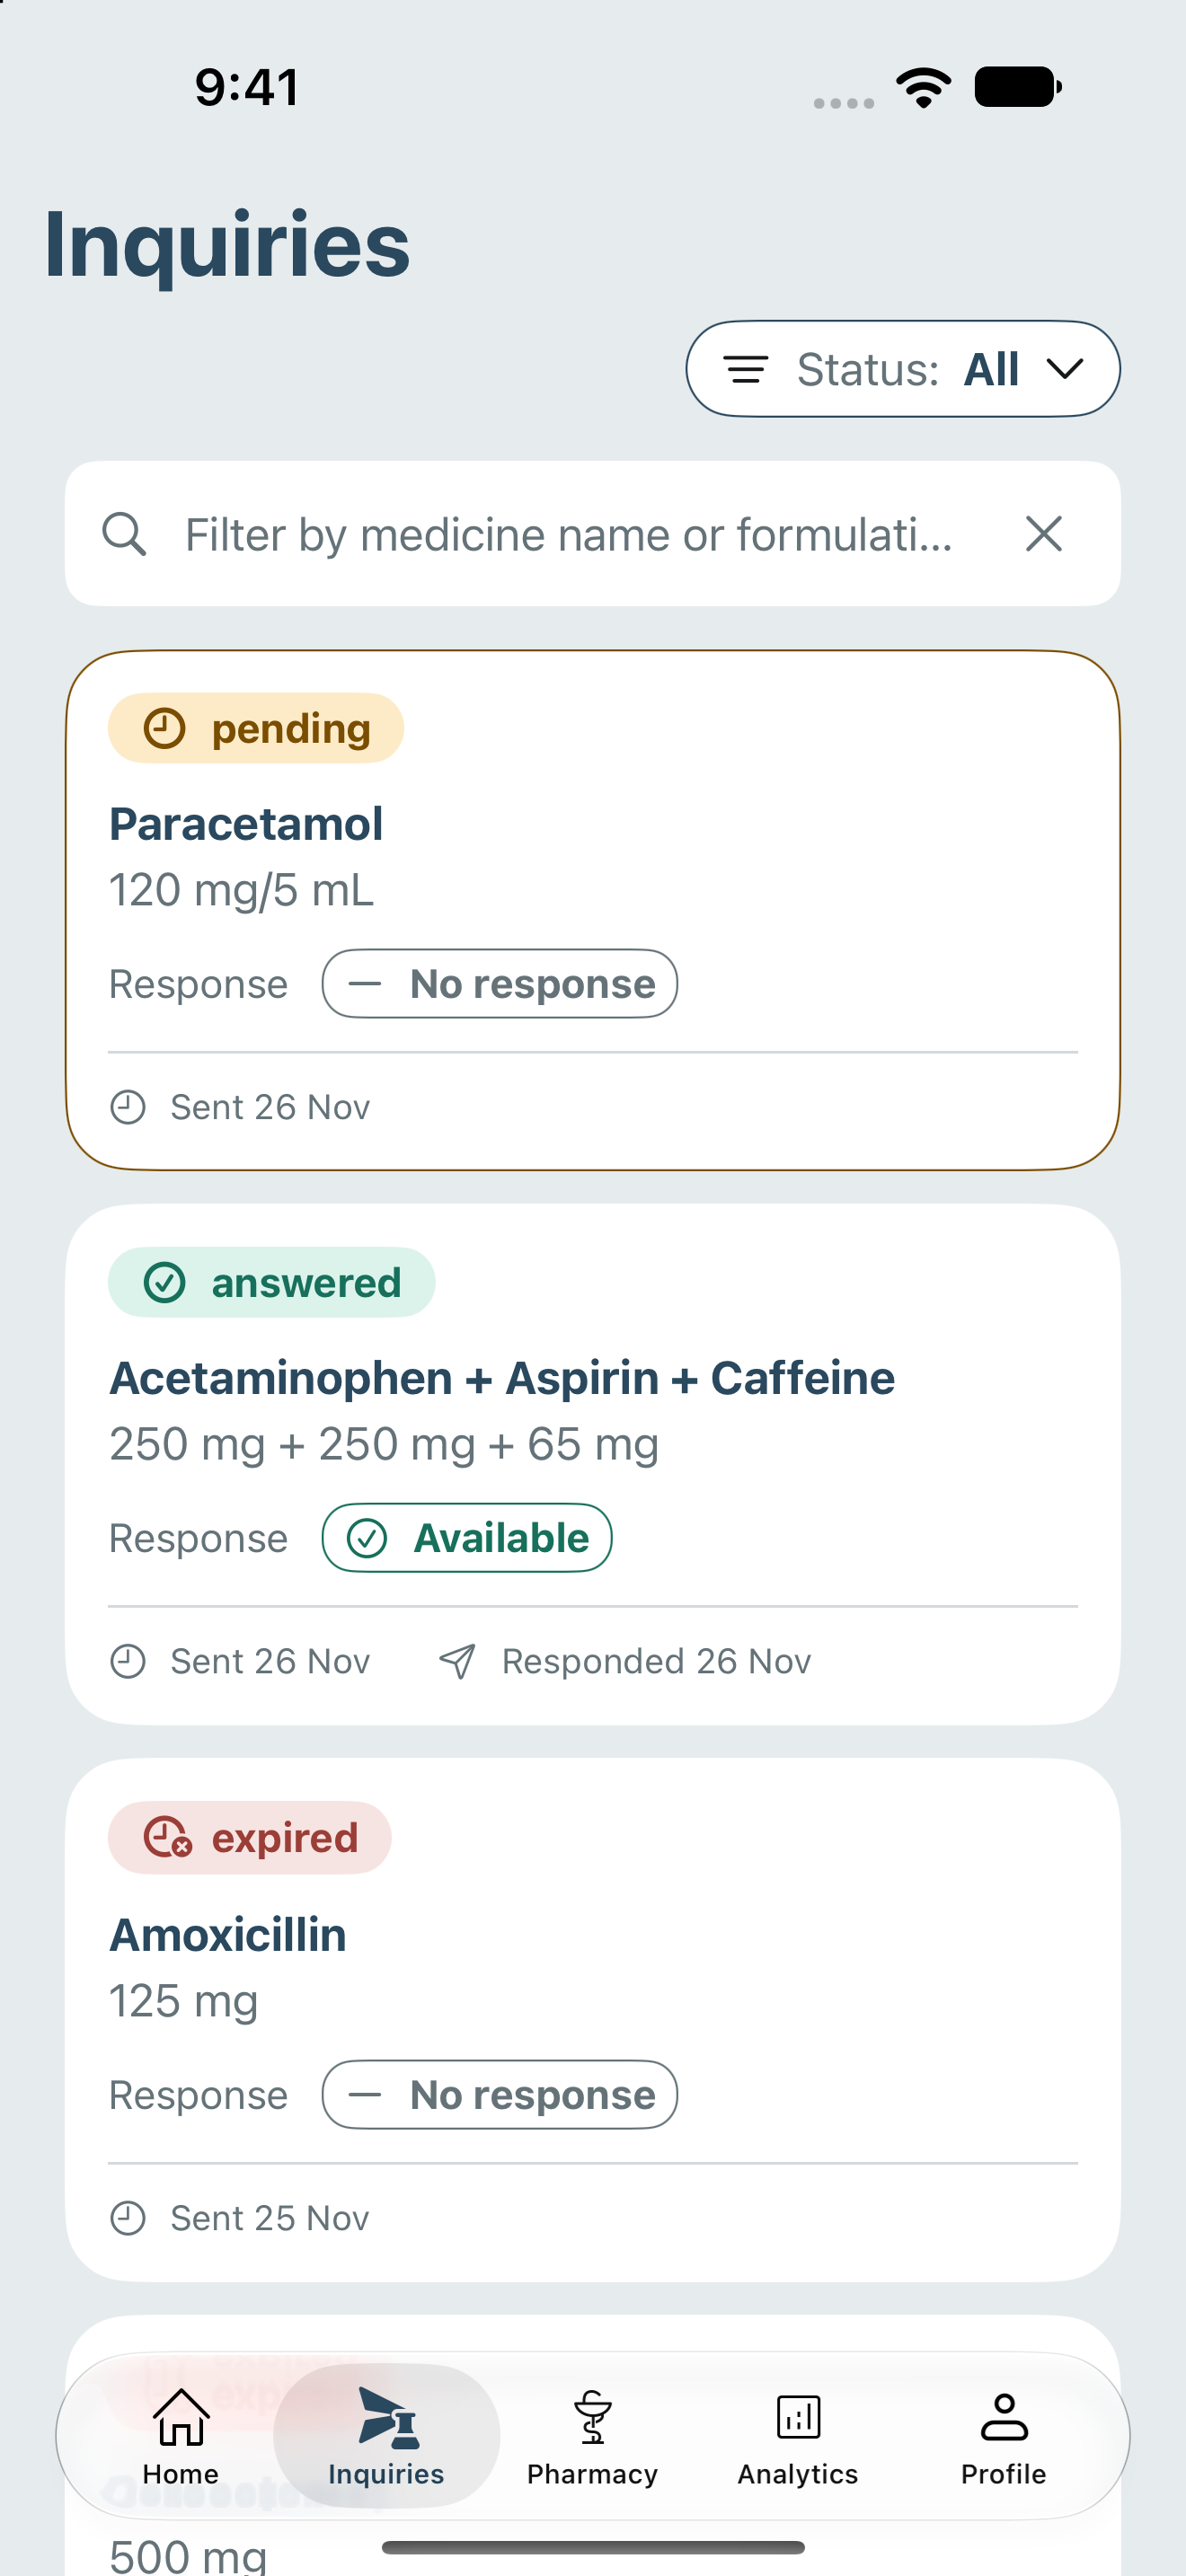 9:41
Inquiries
Status: All
Filter by medicine name or formulati...
pending
Paracetamol
120 mg/5 mL
Response — No response
Sent 26 Nov
answered
Acetaminophen + Aspirin + Caffeine
250 mg + 250 mg + 65 mg
Response Available
Sent 26 Nov Responded 26 Nov
expired
Amoxicillin
125 mg
Response — No response
Sent 25 Nov
Home Inquiries Pharmacy Analytics Profile
500 mg